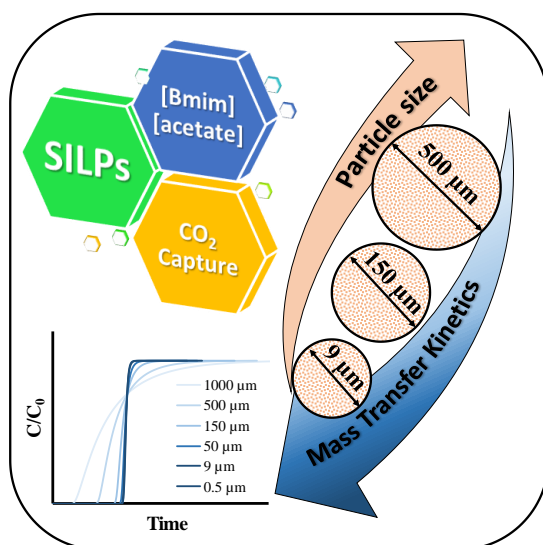 [Bmim]
[acetate]
SILPs
CO₂
Capture
Particle size
500 µm
150 µm
9 µm
Mass Transfer Kinetics
C/C₀
1000 µm
500 µm
150 µm
50 µm
9 µm
0.5 µm
Time